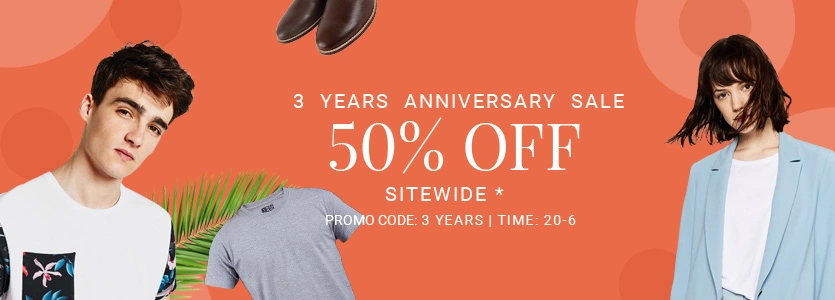 3 YEARS ANNIVERSARY SALE
50% OFF
SITEWIDE *
PROMO CODE: 3 YEARS | TIME: 20-6